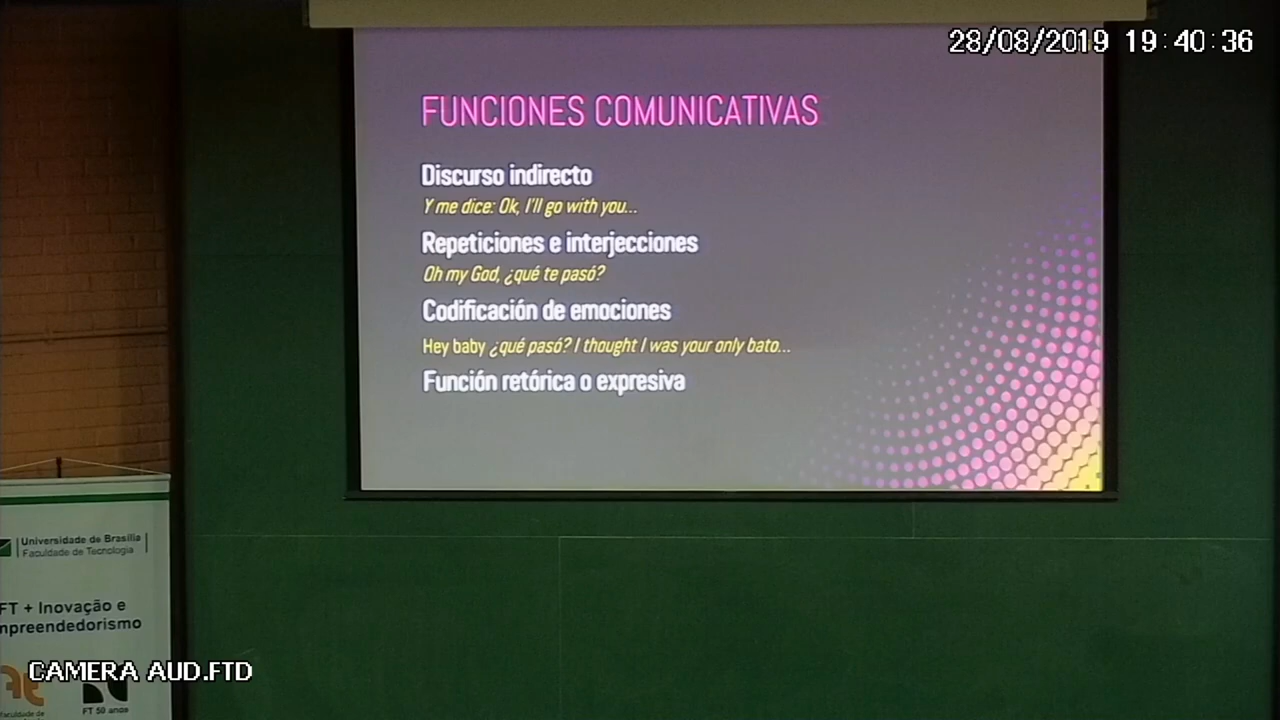 28/08/2019 19:40:36
FUNCIONES COMUNICATIVAS
Discurso indirecto
Y me dice: Ok, I'll go with you...
Repeticiones e interjecciones
Oh my God, ¿qué te pasó?
Codificación de emociones
Hey baby ¿qué pasó? I thought I was your only bato...
Función retórica o expresiva
Universidade de Brasília
Faculdade de Tecnologia
FT + Inovação e
mpreendedorismo
CAMERA AUD.FTD
FT 50 anos
faculdade de